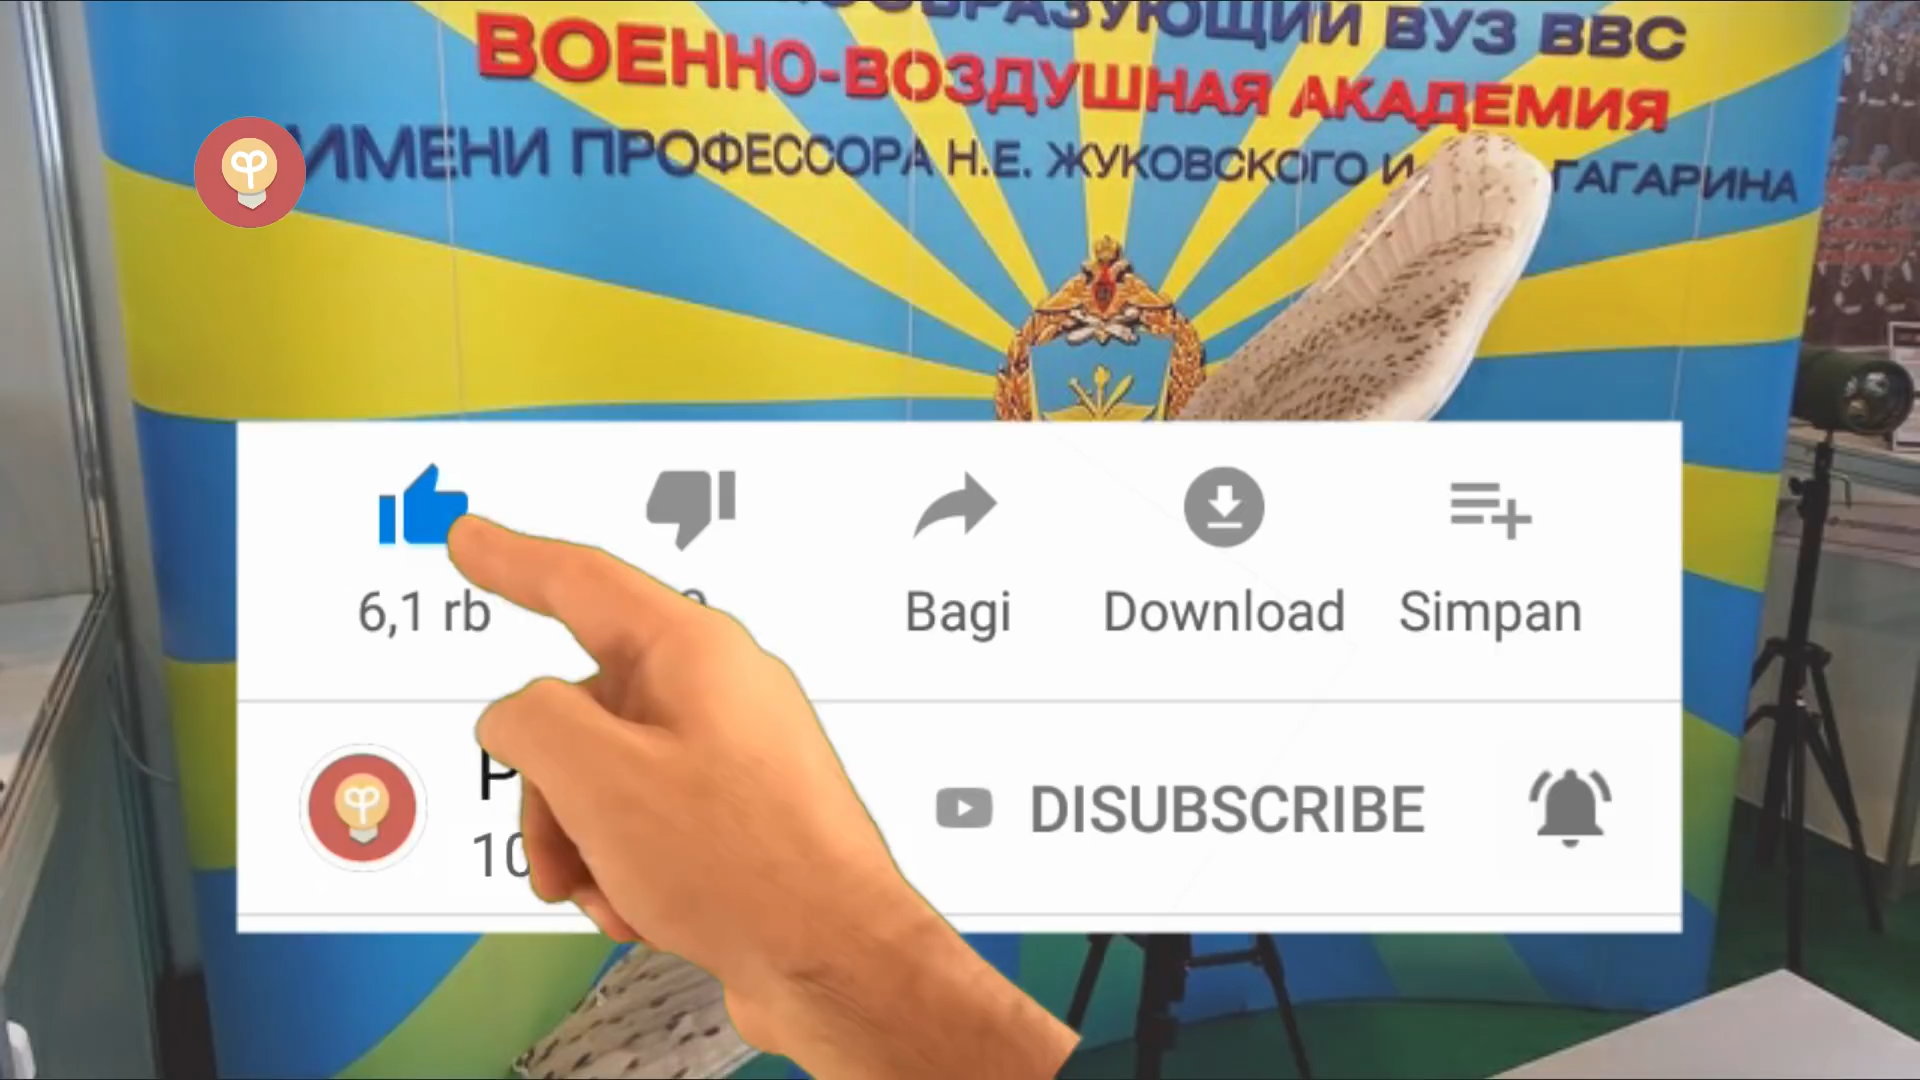 ВУЗ ВВС
ВОЕННО-ВОЗДУШНАЯ АКАДЕМИЯ
ИМЕНИ ПРОФЕССОРА Н.Е. ЖУКОВСКОГО И ГАГАРИНА
6,1 rb
Bagi
Download
Simpan
DISUBSCRIBE